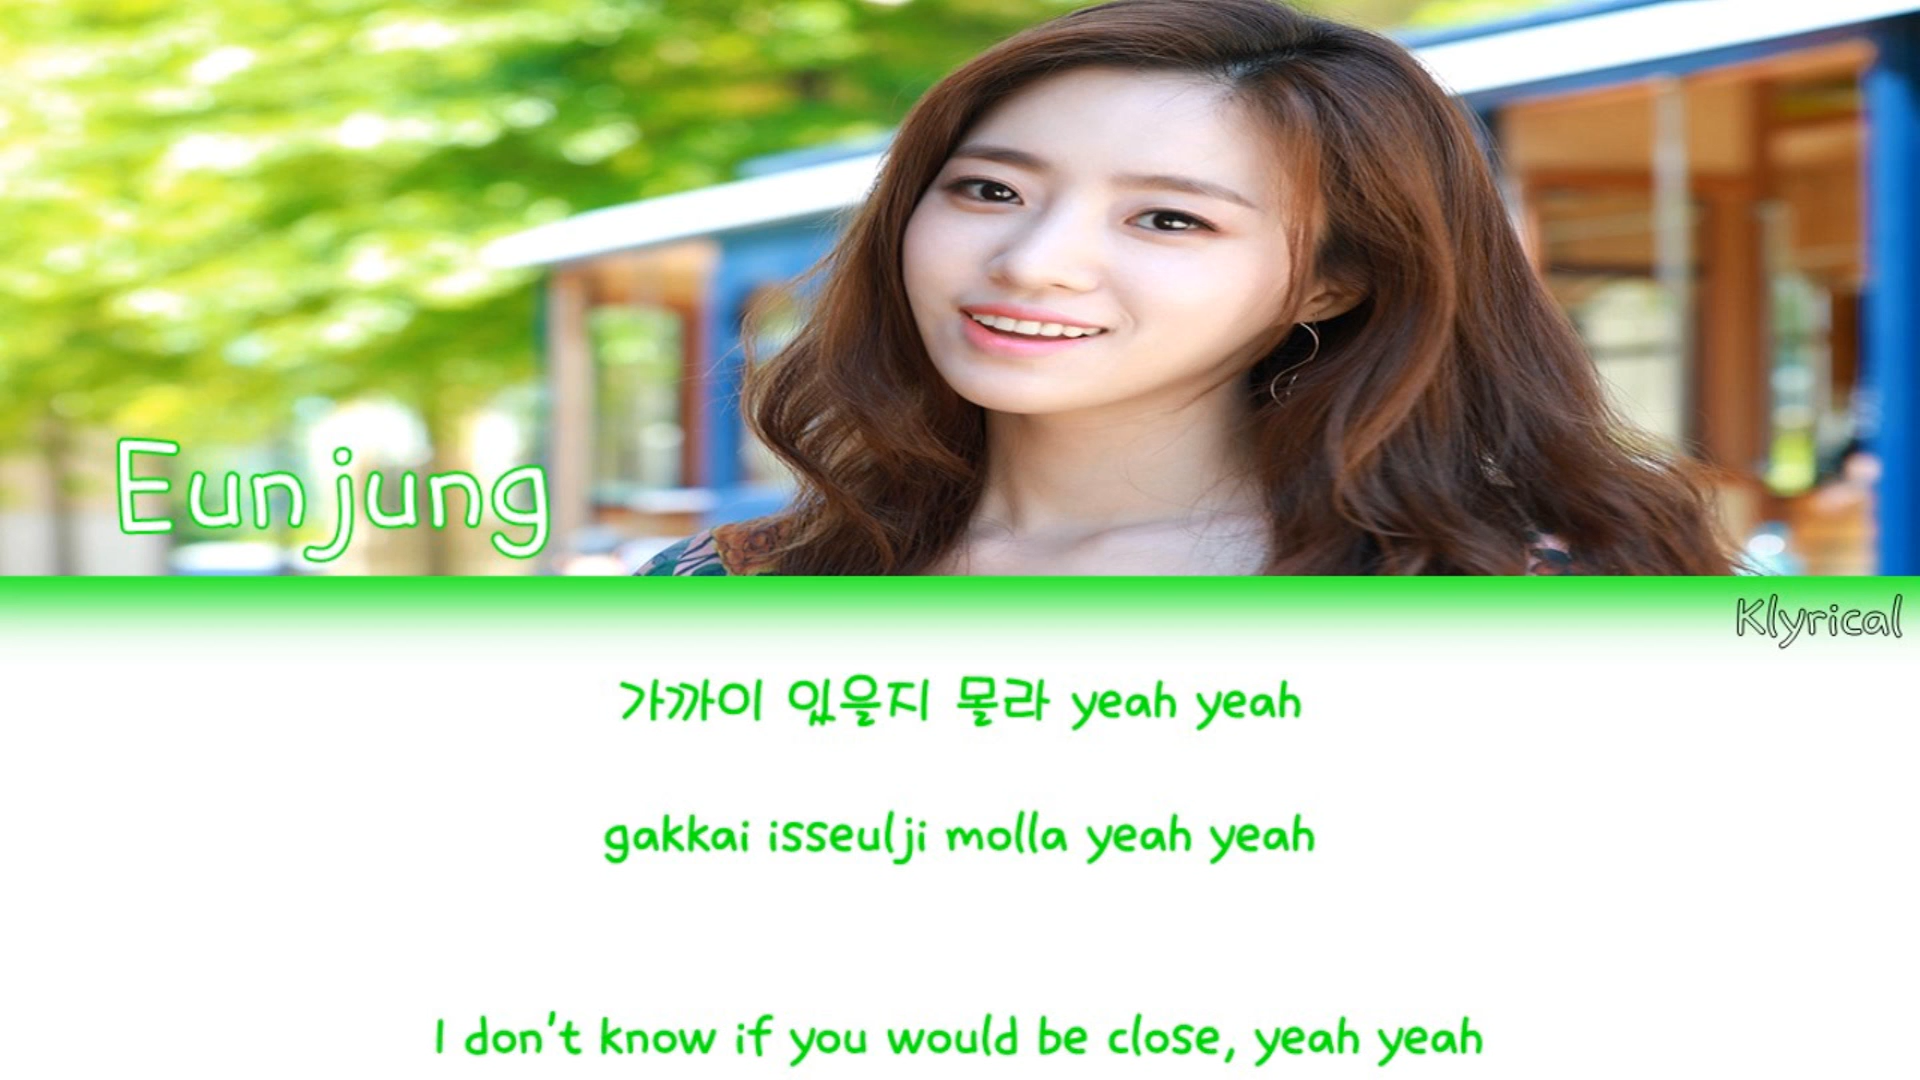 Eunjung
Klyrical
가까이 있을지 몰라 yeah yeah
gakkai isseulji molla yeah yeah
I don't know if you would be close, yeah yeah